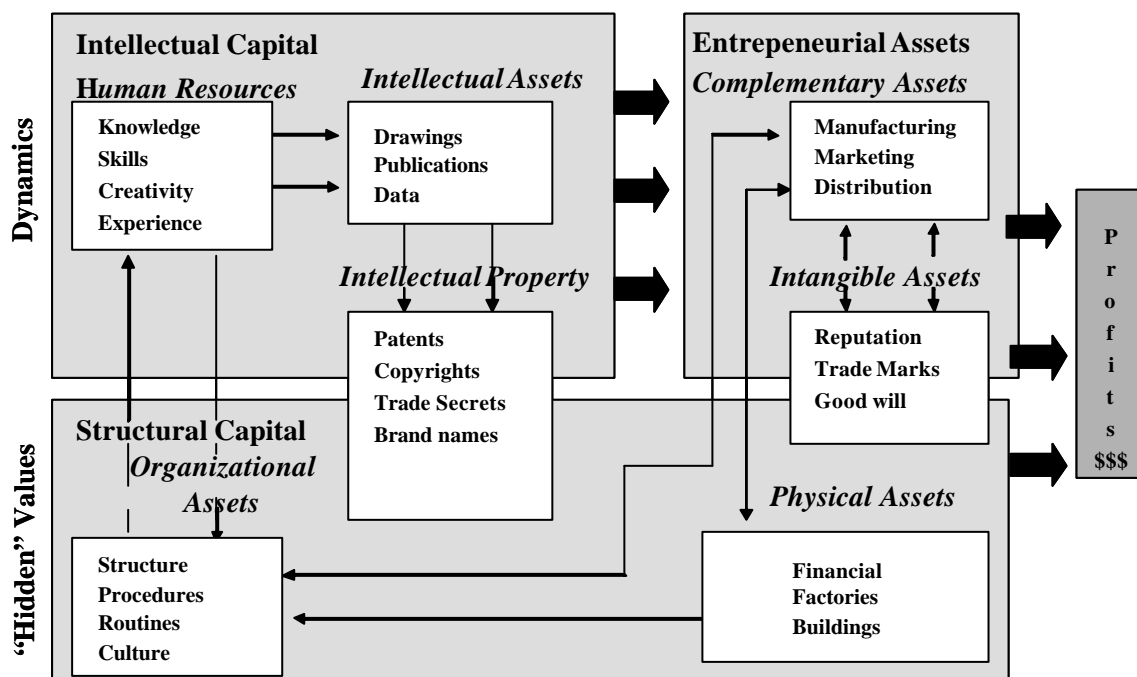 Intellectual Capital
Human Resources
Intellectual Assets
Knowledge
Skills
Creativity
Experience
Drawings
Publications
Data
Intellectual Property
Patents
Copyrights
Trade Secrets
Brand names
Entrepeneurial Assets
Complementary Assets
Manufacturing
Marketing
Distribution
Intangible Assets
Reputation
Trade Marks
Good will
Structural Capital
Organizational
Assets
Structure
Procedures
Routines
Culture
Physical Assets
Financial
Factories
Buildings
Profits
$$$
Dynamics
“Hidden” Values